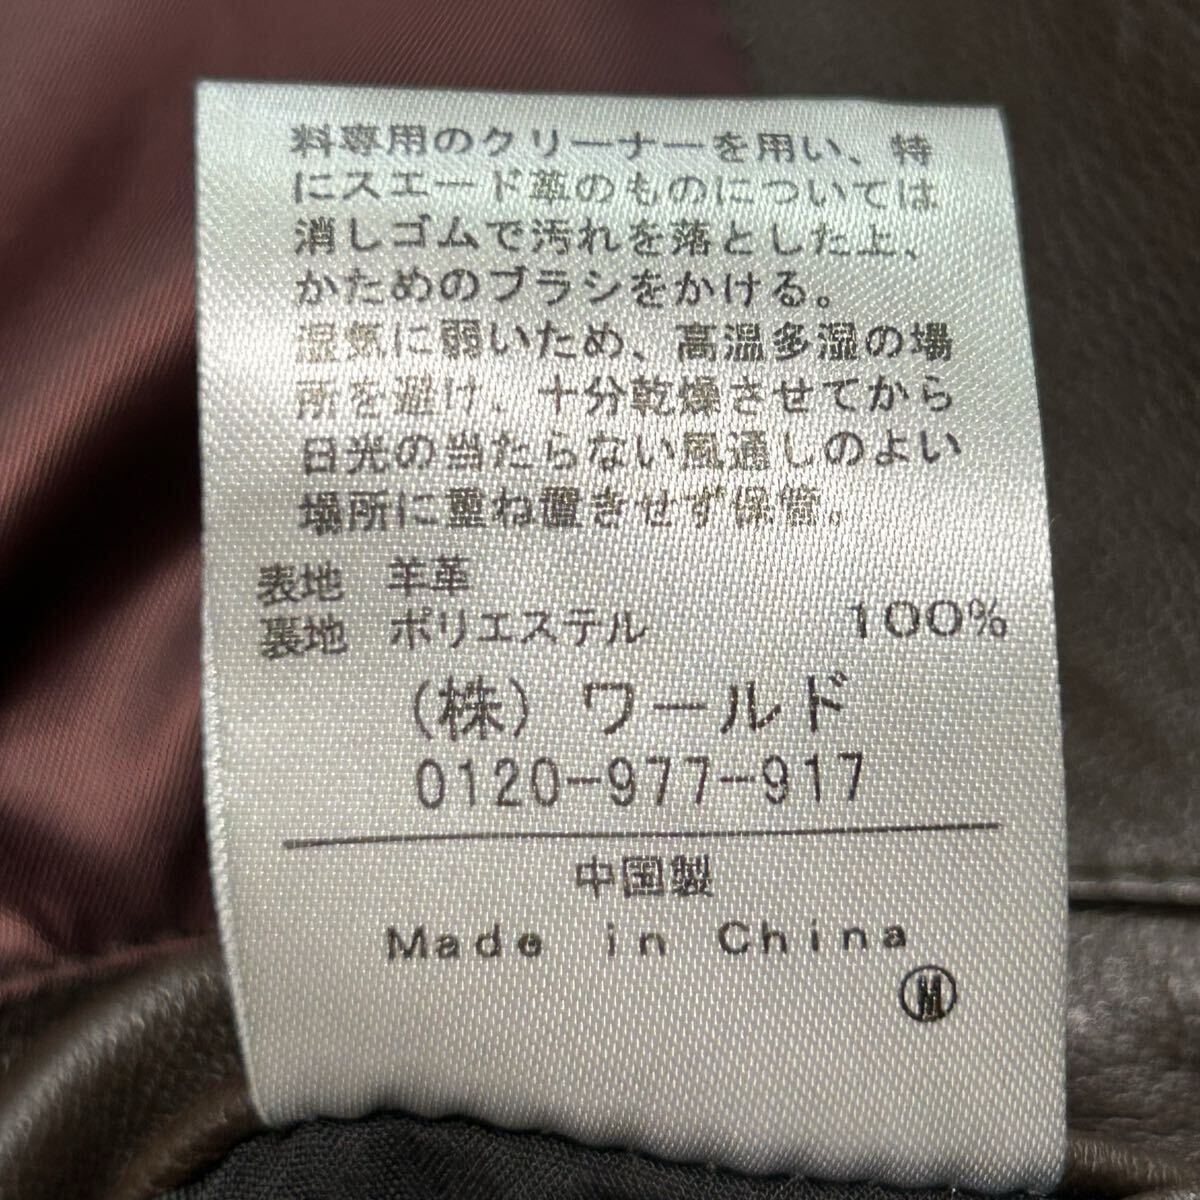 料専用のクリーナーを用い、特
にスエード革のものについては
消しゴムで汚れを落とした上、
かためのブラシをかける。
湿気に弱いため、高温多湿の場
所を避け、十分乾燥させてから
日光の当たらない風通しのよい
場所に重ね置きせず保管。
表地 羊革
裏地 ポリエステル 100%
(株) ワールド
0120-977-917
中国製
Made in China
M